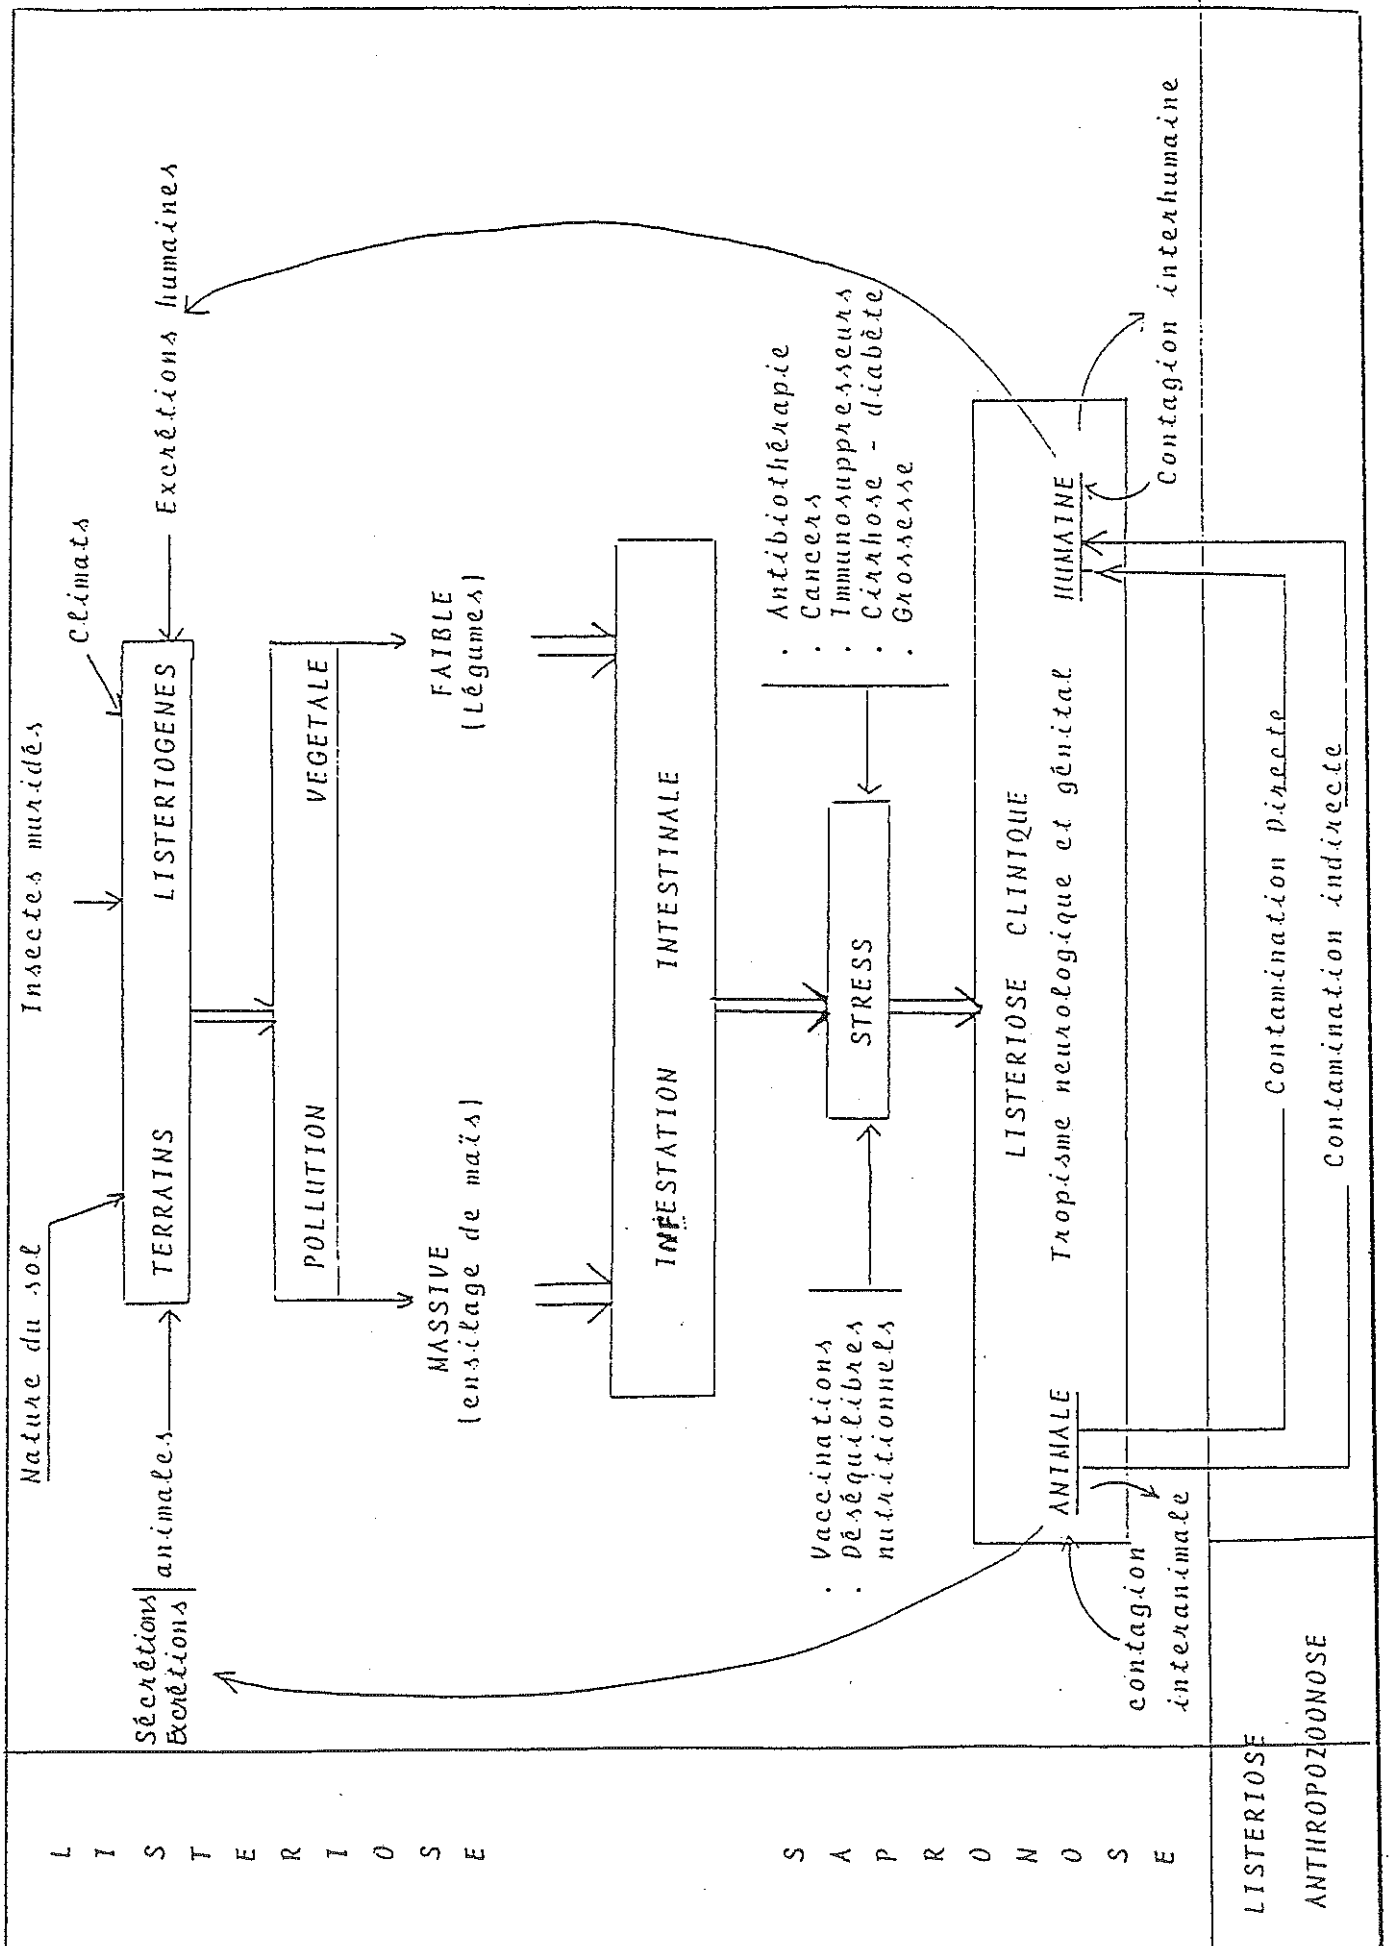 LISTERIOSE
SAPRONOSE
Nature du sol
Insectes muridés
Climats
Sécrétions
Excrétions
animales
TERRAINS LISTERIOGENES
Excrétions humaines
POLLUTION VEGETALE
MASSIVE
(ensilage de maïs)
FAIBLE
(Légumes)
INFESTATION INTESTINALE
. Vaccinations
. Déséquilibres
nutritionnels
STRESS
. Antibiothérapie
. Cancers
. Immunosuppresseurs
. Cirrhose - diabète
. Grossesse
LISTERIOSE CLINIQUE
Tropisme neurologique et génital
ANIMALE
HUMAINE
contagion
interanimale
Contagion interhumaine
LISTERIOSE
ANTHROPOZOONOSE
Contamination Directe
Contamination indirecte